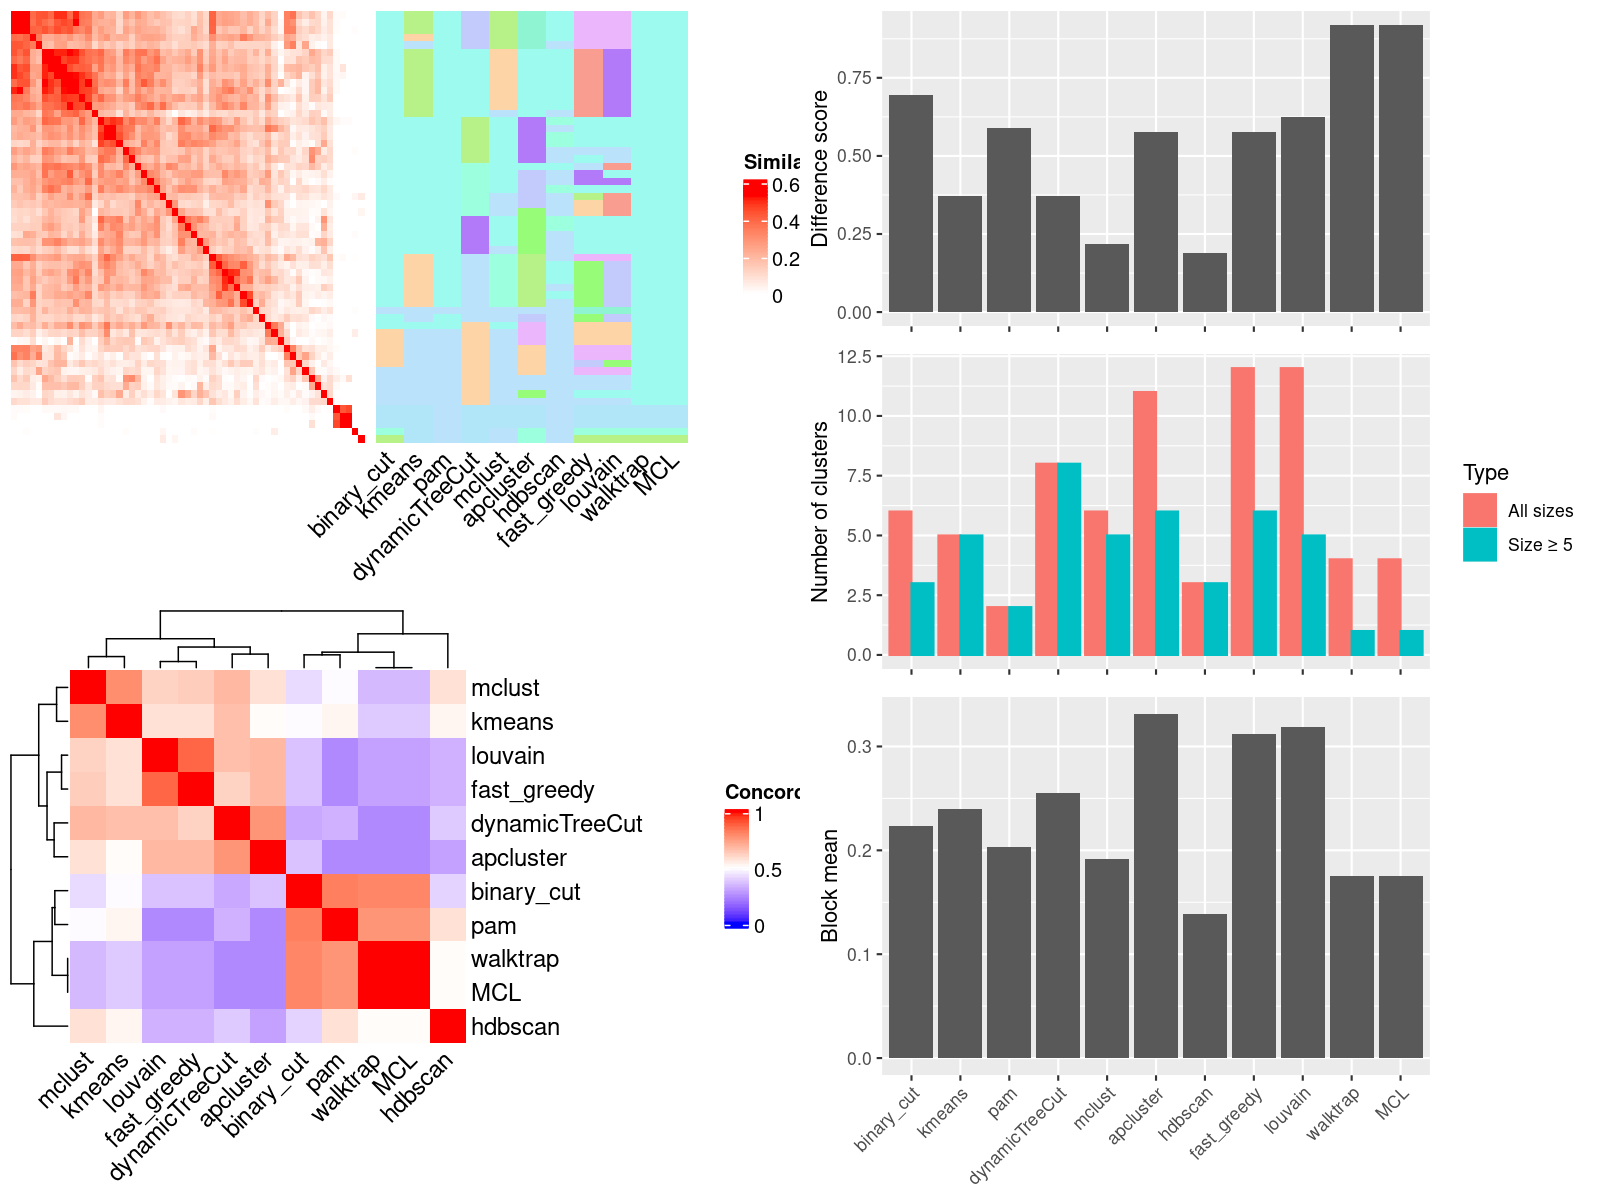 Simila
0.6
0.4
0.2
0
binary_cut
kmeans
pam
dynamicTreeCut
mclust
apcluster
hdbscan
fast_greedy
louvain
walktrap
MCL
mclust
kmeans
louvain
fast_greedy
dynamicTreeCut
apcluster
binary_cut
pam
walktrap
MCL
hdbscan
mclust
kmeans
louvain
fast_greedy
dynamicTreeCut
apcluster
binary_cut
pam
walktrap
MCL
hdbscan
Concord
1
0.5
0
Difference score
0.75
0.50
0.25
0.00
Number of clusters
12.5
10.0
7.5
5.0
2.5
0.0
Type
All sizes
Size ≥ 5
Block mean
0.3
0.2
0.1
0.0
binary_cut
kmeans
pam
dynamicTreeCut
mclust
apcluster
hdbscan
fast_greedy
louvain
walktrap
MCL